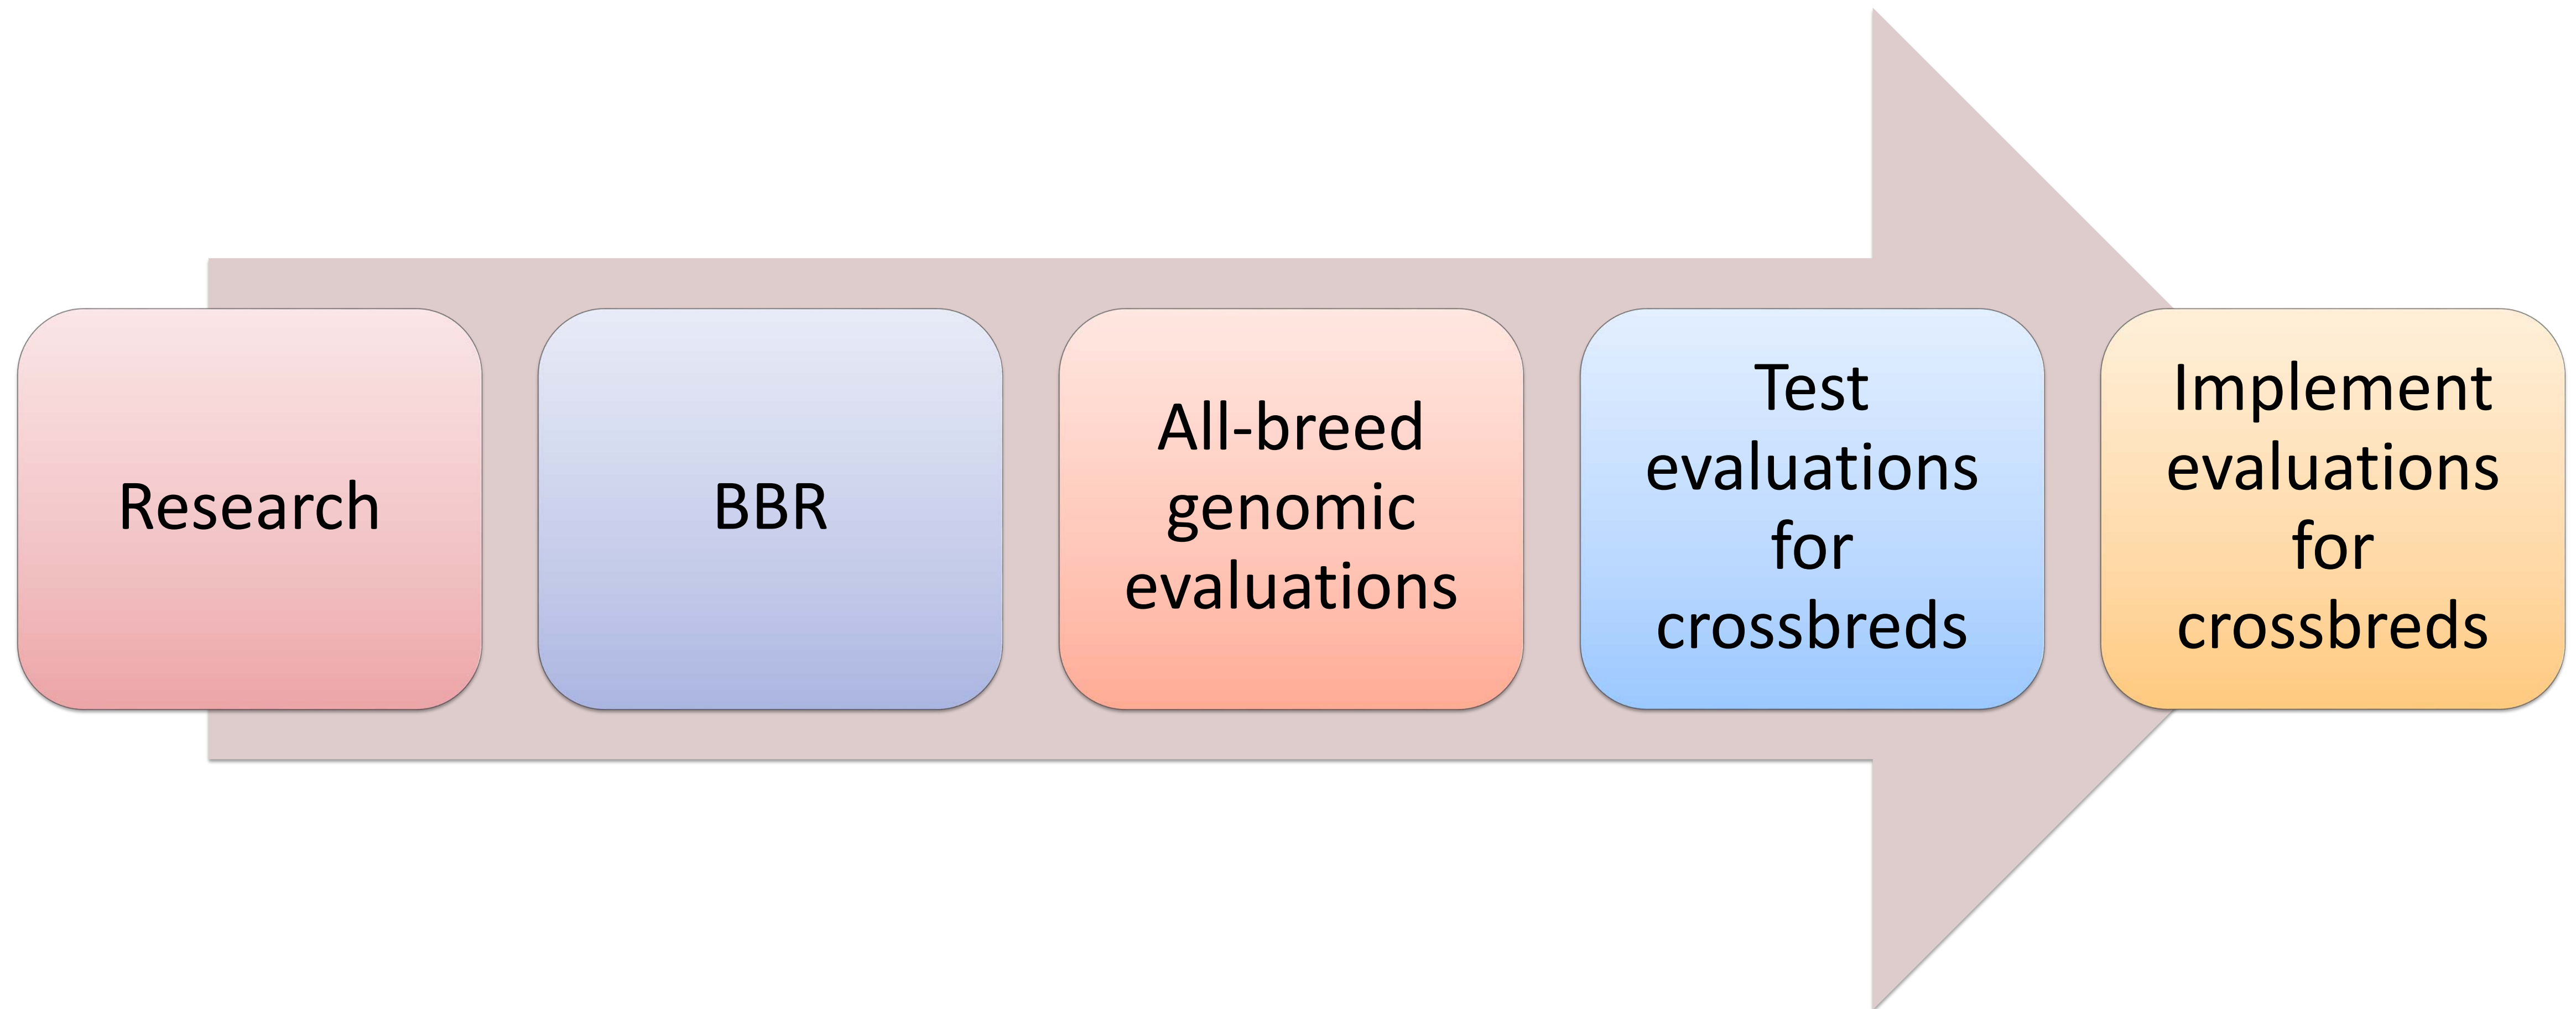 Research
BBR
All-breed
genomic
evaluations
Test
evaluations
for
crossbreds
Implement
evaluations
for
crossbreds